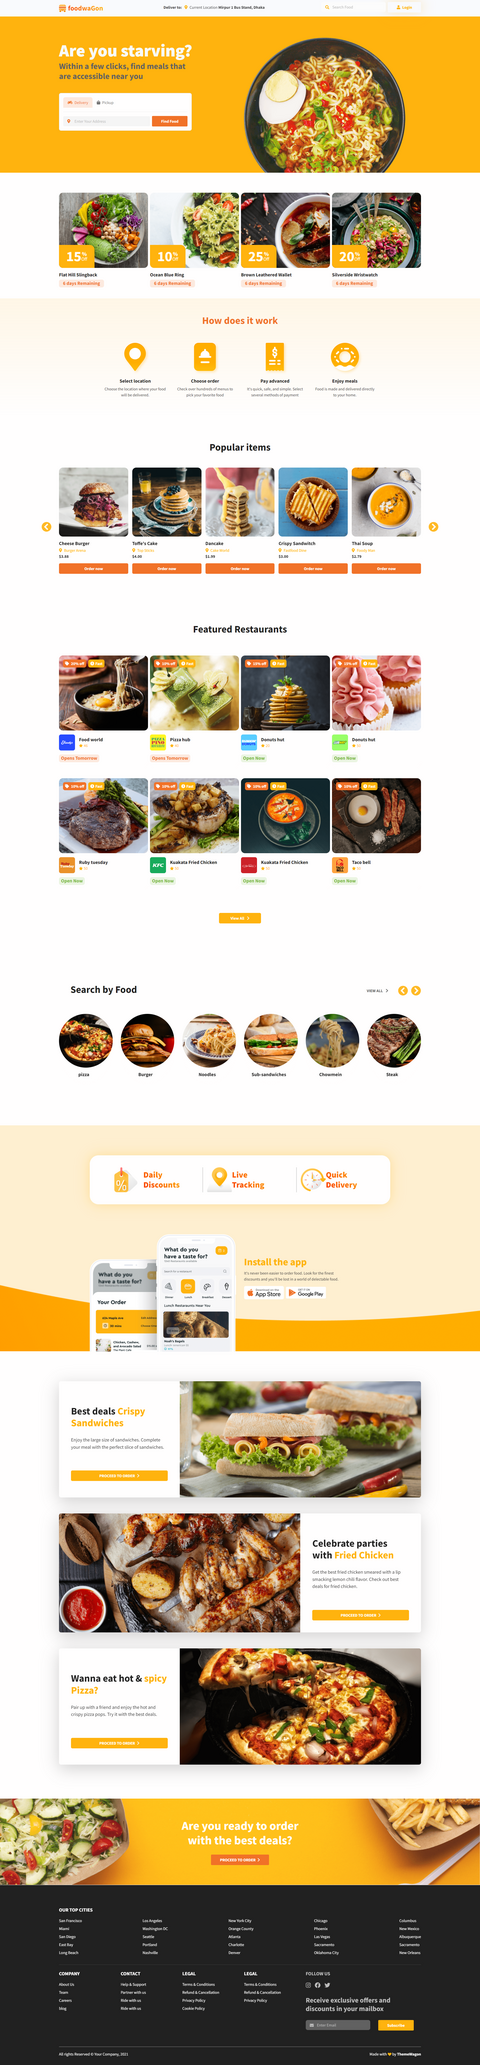 foodwaGon
Deliver to: Current Location Mirpur 1 Bus Stand, Dhaka
Search Food
Login
Are you starving?
Within a few clicks, find meals that
are accessible near you
Delivery
Pickup
Enter Your Address
Find Food
15% Off
10% Off
25% Off
20% Off
Flat Hill Slingback
Ocean Blue Ring
Brown Leathered Wallet
Silverside Wristwatch
6 days Remaining
6 days Remaining
6 days Remaining
6 days Remaining
How does it work
Select location
Choose order
Pay advanced
Enjoy meals
Choose the location where your food
will be delivered.
Check over hundreds of menus to
pick your favorite food
It's quick, safe, and simple. Select
several methods of payment
Food is made and delivered directly
to your home.
Popular items
Cheese Burger
Toffe's Cake
Dancake
Crispy Sandwitch
Thai Soup
Burger Arena
Top Sticks
Cake World
Fastfood Dine
Foody Man
$3.88
$4.00
$1.99
$3.00
$2.79
Order now
Order now
Order now
Order now
Order now
Featured Restaurants
10% off
Fast
10% off
Fast
10% off
Fast
15% off
Fast
Food world
Pizza hub
Donuts hut
Donuts hut
Opens Tomorrow
Opens Tomorrow
Open Now
Open Now
10% off
Fast
10% off
Fast
10% off
Fast
10% off
Fast
Ruby tuesday
KFC
Kuakata Fried Chicken
Kuakata Fried Chicken
Taco bell
Open Now
Open Now
Open Now
Open Now
View All
Search by Food
VIEW ALL
pizza
Burger
Noodles
Sub-sandwiches
Chowmein
Steak
Daily
Discounts
Live
Tracking
Quick
Delivery
What do you
have a taste for?
Your Order
What do you
have a taste for?
Lunch Restaurants Near You
Install the app
It's never been easier to order food. Look for the finest
discounts and you'll be lost in a world of delectable food.
App Store
Google Play
Best deals Crispy
Sandwiches
Enjoy the large size of sandwiches. Complete
your meal with the perfect slice of sandwiches.
PROCEED TO ORDER
Celebrate parties
with Fried Chicken
Get the best fried chicken smeared with a lip
smacking lemon chili flavor. Check out best
deals for fried chicken.
PROCEED TO ORDER
Wanna eat hot & spicy
Pizza?
Pair up with a friend and enjoy the hot and
crispy pizza pops. Try it with the best deals.
PROCEED TO ORDER
Are you ready to order
with the best deals?
PROCEED TO ORDER
OUR TOP CITIES
San Francisco
Miami
San Diego
East Bay
Long Beach
Los Angeles
Washington DC
Seattle
Portland
Nashville
New York City
Orange County
Atlanta
Charlotte
Denver
Chicago
Phoenix
Las Vegas
Sacramento
Oklahoma City
Columbus
New Mexico
Albuquerque
Sacramento
New Orleans
COMPANY
About Us
Team
Careers
blog
CONTACT
Help & Support
Partner with us
Ride with us
Ride with us
LEGAL
Terms & Conditions
Refund & Cancellation
Privacy Policy
Cookie Policy
LEGAL
Terms & Conditions
Refund & Cancellation
Privacy Policy
FOLLOW US
Receive exclusive offers and
discounts in your mailbox
Enter Email
Subscribe
All rights Reserved © Your Company, 2021
Made with by ThemeWagon